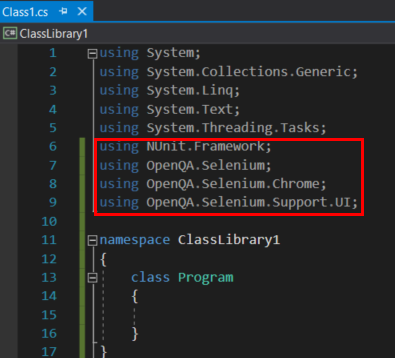 Class1.cs
ClassLibrary1
1 using System;
2 using System.Collections.Generic;
3 using System.Linq;
4 using System.Text;
5 using System.Threading.Tasks;
6 using NUnit.Framework;
7 using OpenQA.Selenium;
8 using OpenQA.Selenium.Chrome;
9 using OpenQA.Selenium.Support.UI;
10
11 namespace ClassLibrary1
12 {
13 class Program
14 {
15
16 }
17 }